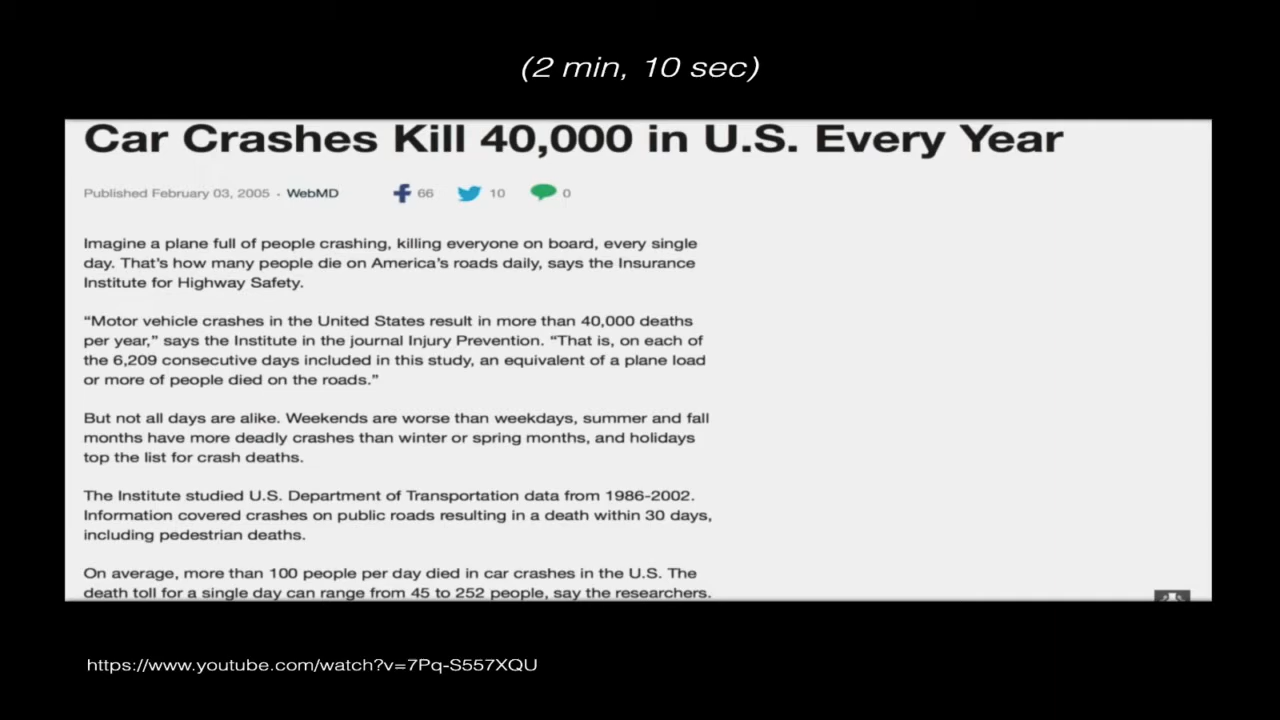 (2 min, 10 sec)
Car Crashes Kill 40,000 in U.S. Every Year
Published February 03, 2005 · WebMD 66 10 0
Imagine a plane full of people crashing, killing everyone on board, every single
day. That's how many people die on America's roads daily, says the Insurance
Institute for Highway Safety.
“Motor vehicle crashes in the United States result in more than 40,000 deaths
per year,” says the Institute in the journal Injury Prevention. “That is, on each of
the 6,209 consecutive days included in this study, an equivalent of a plane load
or more of people died on the roads.”
But not all days are alike. Weekends are worse than weekdays, summer and fall
months have more deadly crashes than winter or spring months, and holidays
top the list for crash deaths.
The Institute studied U.S. Department of Transportation data from 1986-2002.
Information covered crashes on public roads resulting in a death within 30 days,
including pedestrian deaths.
On average, more than 100 people per day died in car crashes in the U.S. The
death toll for a single day can range from 45 to 252 people, say the researchers.
https://www.youtube.com/watch?v=7Pq-S557XQU